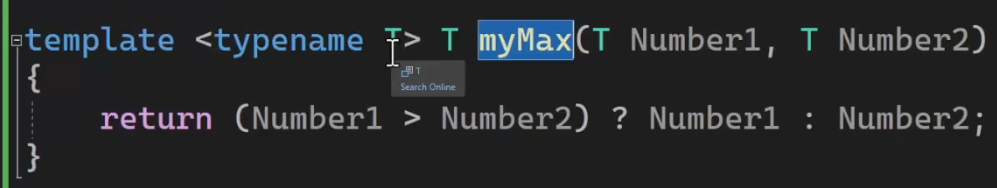 template <typename T> T myMax(T Number1, T Number2)
{
T
Search Online
return (Number1 > Number2) ? Number1 : Number2;
}